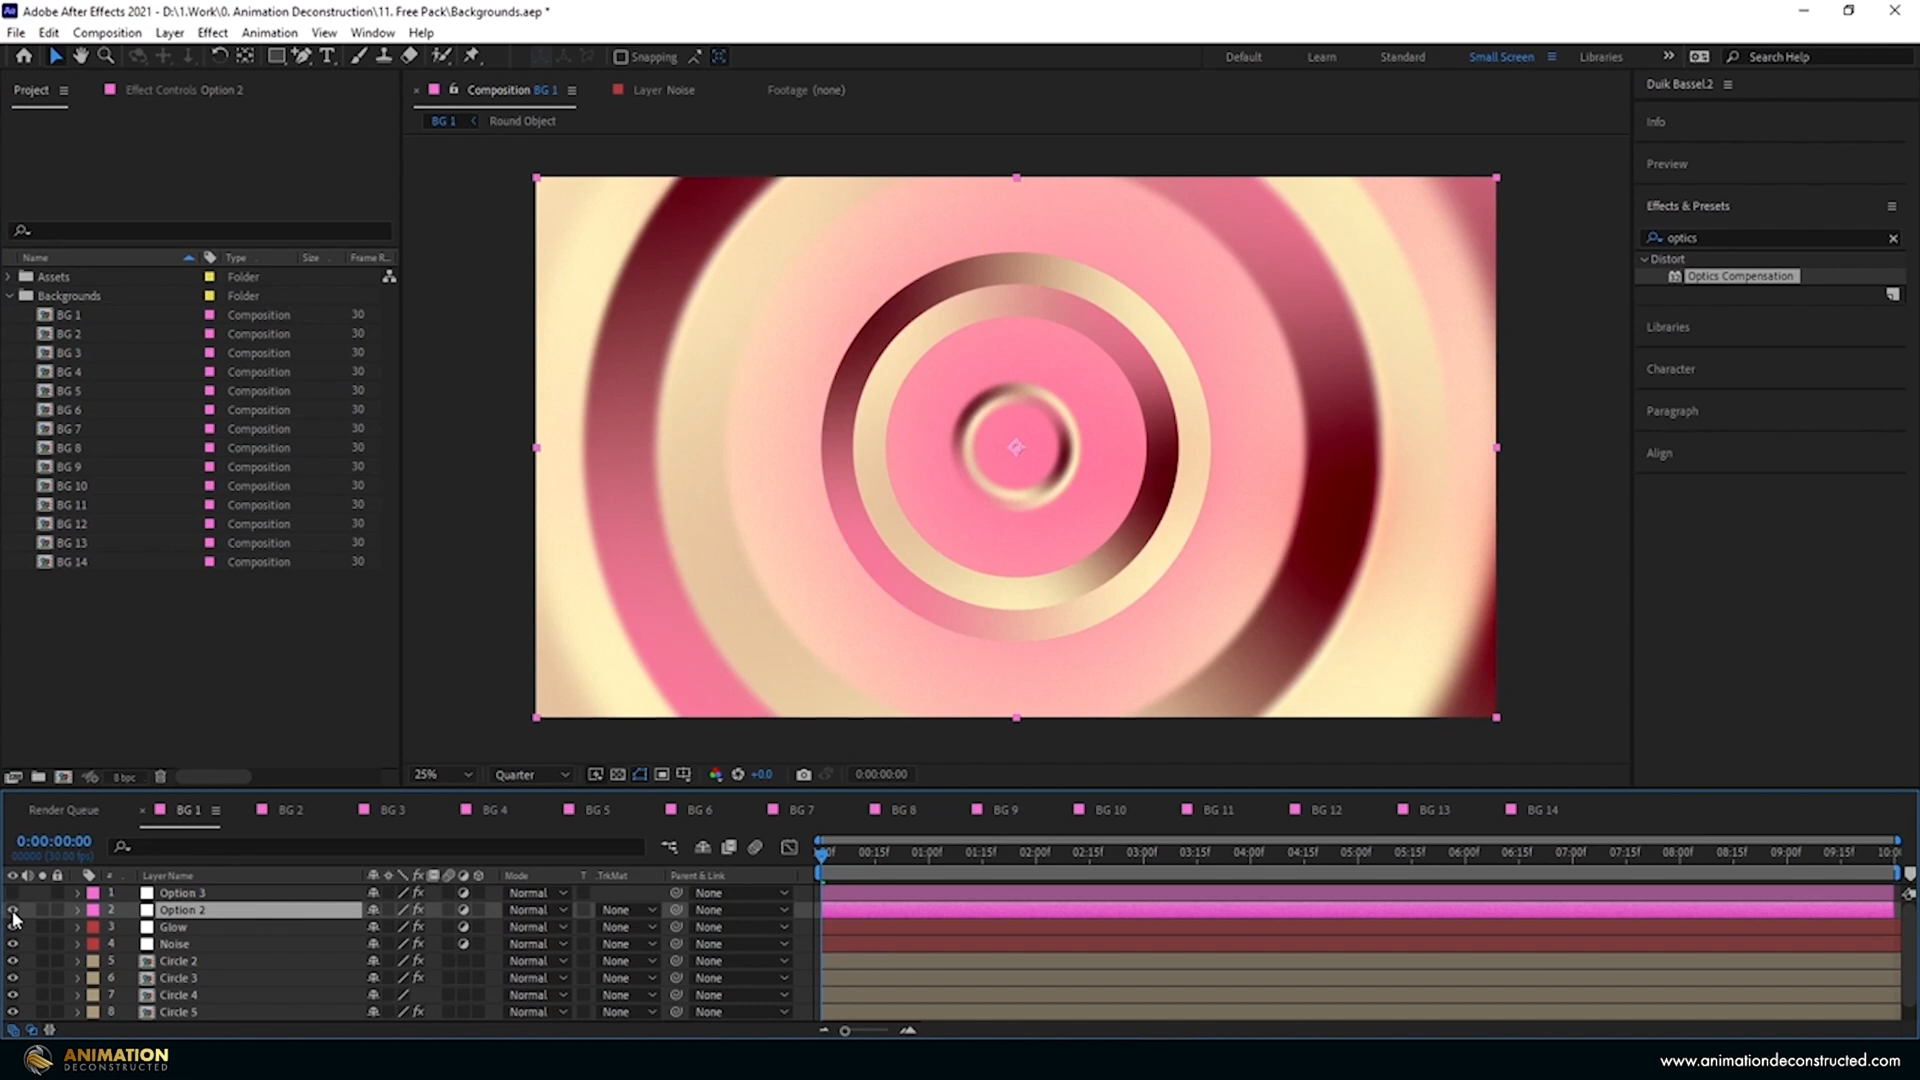 Adobe After Effects 2021 - D:\1.Work\0. Animation Deconstruction\11. Free Pack\Backgrounds.aep *
File Edit Composition Layer Effect Animation View Window Help
Snapping Default Learn Standard Small Screen Libraries Search Help
Project Effect Controls Option 2 Composition BG 1 Layer Noise Footage (none) Duik Bassel.2
BG 1 Round Object
Info
Preview
Effects & Presets
optics
Distort
Optics Compensation
Libraries
Character
Paragraph
Align
Name Type Size Frame R...
Assets Folder
Backgrounds Folder
BG 1 Composition 30
BG 2 Composition 30
BG 3 Composition 30
BG 4 Composition 30
BG 5 Composition 30
BG 6 Composition 30
BG 7 Composition 30
BG 8 Composition 30
BG 9 Composition 30
BG 10 Composition 30
BG 11 Composition 30
BG 12 Composition 30
BG 13 Composition 30
BG 14 Composition 30
8 bpc 25% Quarter +0.0 0:00:00:00
Render Queue BG 1 BG 2 BG 3 BG 4 BG 5 BG 6 BG 7 BG 8 BG 9 BG 10 BG 11 BG 12 BG 13 BG 14
0:00:00:00
00000 (30.00 fps)
00:15f 01:00f 01:15f 02:00f 02:15f 03:00f 03:15f 04:00f 04:15f 05:00f 05:15f 06:00f 06:15f 07:00f 07:15f 08:00f 08:15f 09:00f 09:15f
# Layer Name Mode T .TrkMat Parent & Link
1 Option 3 Normal None
2 Option 2 Normal None None
3 Glow Normal None None
4 Noise Normal None None
5 Circle 2 Normal None None
6 Circle 3 Normal None None
7 Circle 4 Normal None None
8 Circle 5 Normal None None
ANIMATION
DECONSTRUCTED
www.animationdeconstructed.com